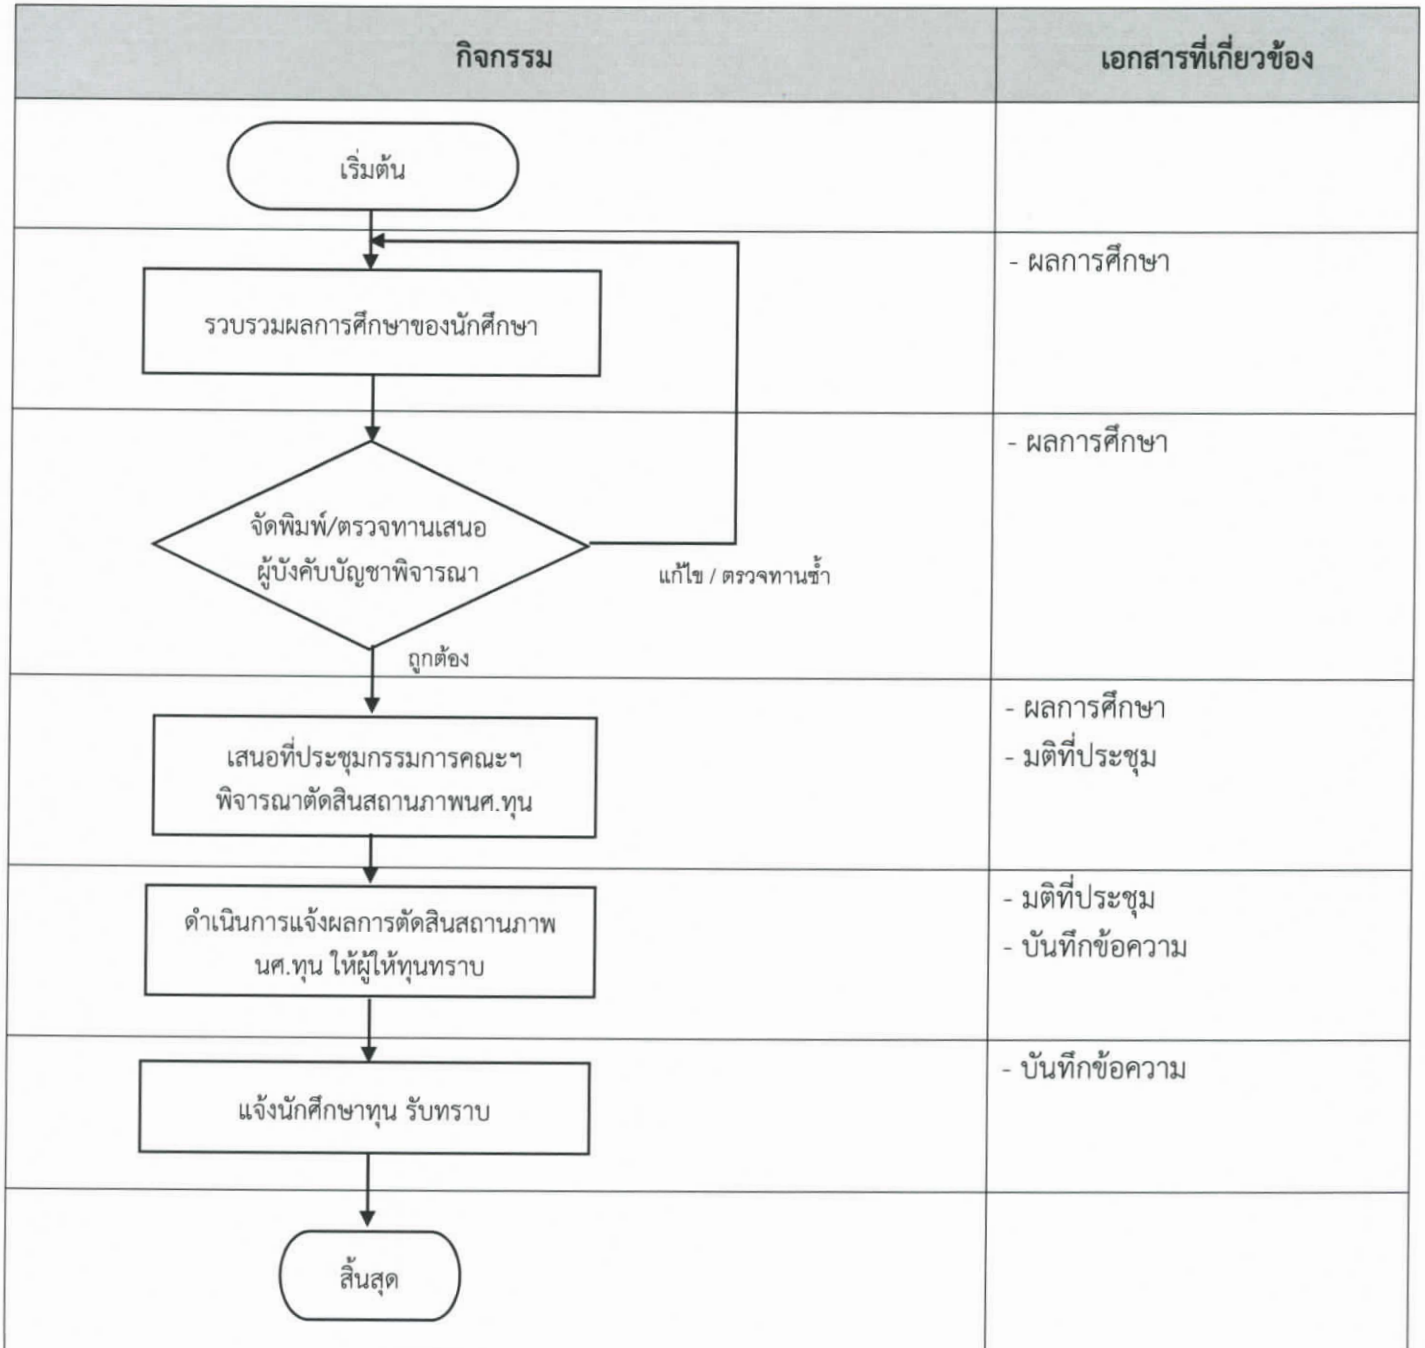 กิจกรรม
เอกสารที่เกี่ยวข้อง
เริ่มต้น
รวบรวมผลการศึกษาของนักศึกษา
- ผลการศึกษา
จัดพิมพ์/ตรวจทานเสนอ
ผู้บังคับบัญชาพิจารณา
แก้ไข / ตรวจทานซ้ำ
ถูกต้อง
- ผลการศึกษา
เสนอที่ประชุมกรรมการคณะฯ
พิจารณาตัดสินสถานภาพนศ.ทุน
- ผลการศึกษา
- มติที่ประชุม
ดำเนินการแจ้งผลการตัดสินสถานภาพ
นศ.ทุน ให้ผู้ให้ทุนทราบ
- มติที่ประชุม
- บันทึกข้อความ
แจ้งนักศึกษาทุน รับทราบ
- บันทึกข้อความ
สิ้นสุด